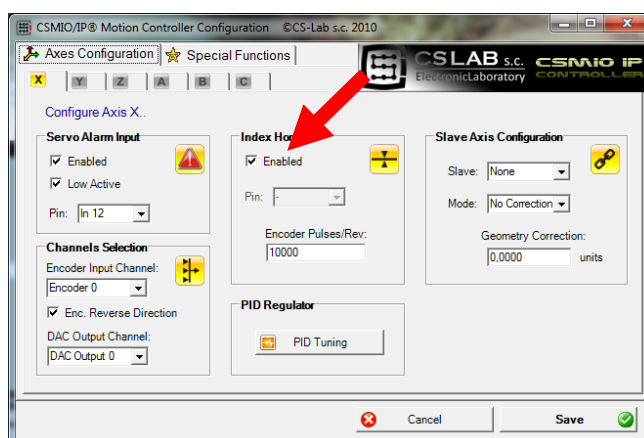 CSMIO/IP® Motion Controller Configuration ©CS-Lab s.c. 2010
Axes Configuration Special Functions
CSLAB s.c.
ElectronicLaboratory
CSMIO IP
CONTROLLER
X Y Z A B C
Configure Axis X..
Servo Alarm Input
Enabled
Low Active
Pin: In 12
Channels Selection
Encoder Input Channel:
Encoder 0
Enc. Reverse Direction
DAC Output Channel:
DAC Output 0
Index
Enabled
Pin: -
Encoder Pulses/Rev:
10000
PID Regulator
PID Tuning
Slave Axis Configuration
Slave: None
Mode: No Correction
Geometry Correction:
0,0000 units
Cancel Save